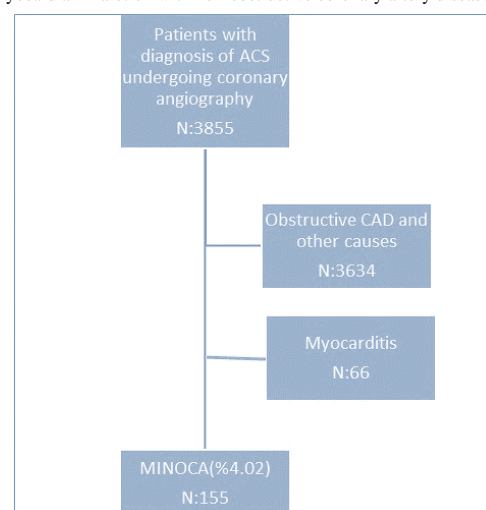 Patients with
diagnosis of ACS
undergoing coronary
angiography
N:3855
Obstructive CAD and
other causes
N:3634
Myocarditis
N:66
MINOCA(%4.02)
N:155